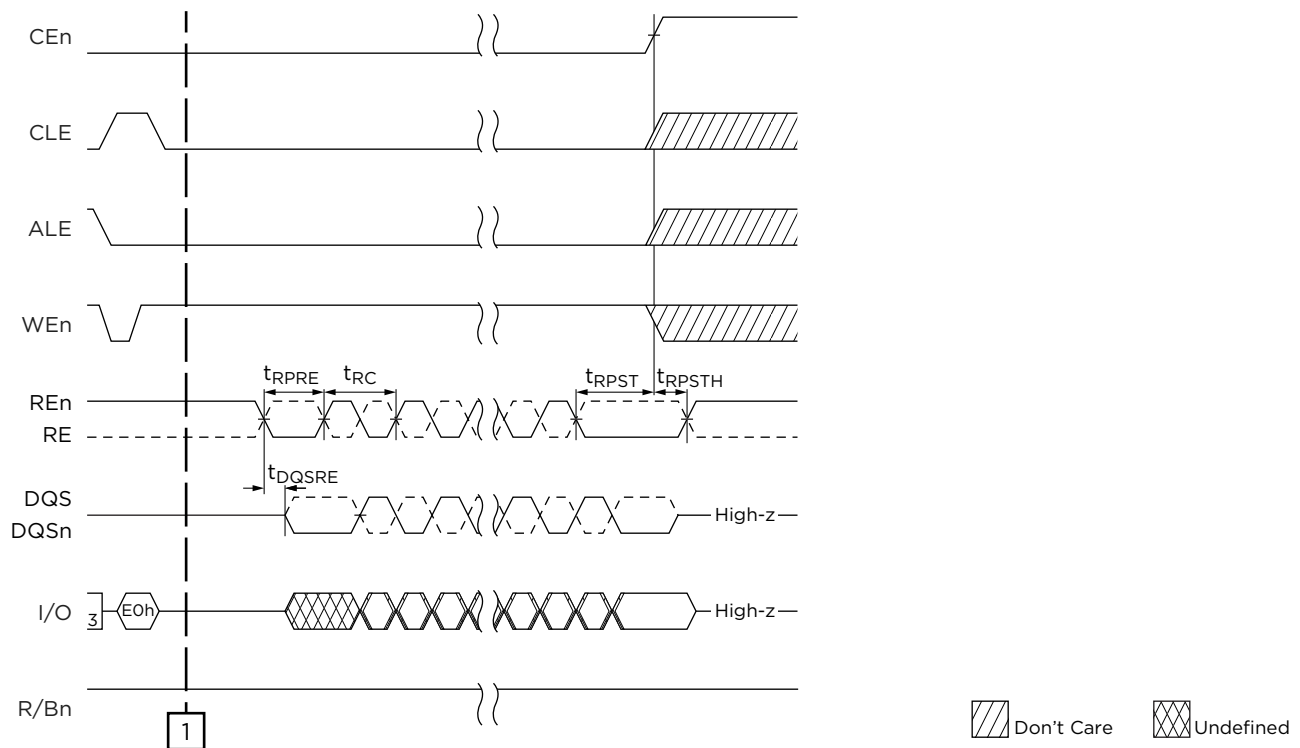 CEn
CLE
ALE
WEn
tRPRE tRC tRPST tRPSTH
REn
RE
tDQSRE
DQS
DQSn
High-z
I/O 3 E0h High-z
R/Bn
1
Don't Care Undefined